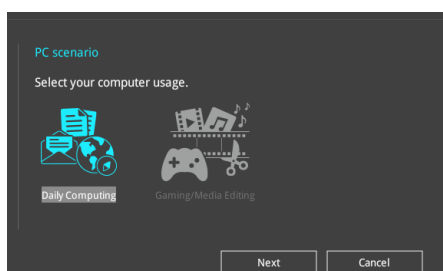 PC scenario
Select your computer usage.
Daily Computing
Gaming/Media Editing
Next
Cancel